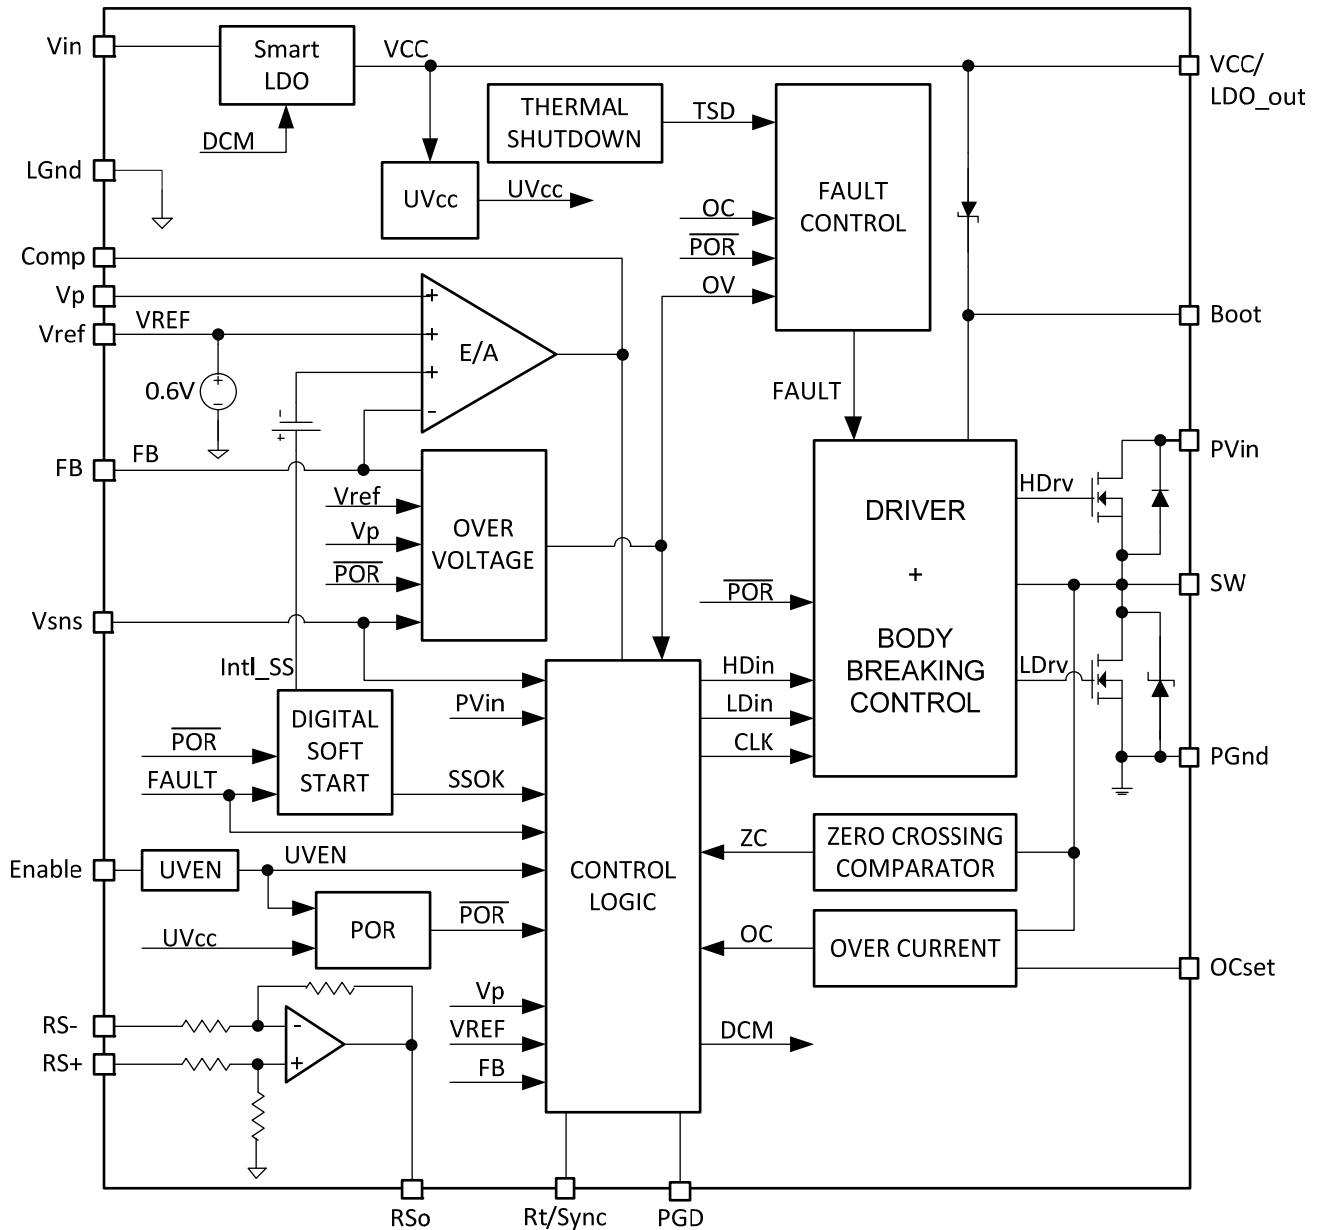 Vin
Smart
LDO
VCC
VCC/
LDO_out
DCM
THERMAL
SHUTDOWN
TSD
LGnd
UVcc
UVcc
FAULT
CONTROL
OC
POR
OV
Comp
Vp
Vref
VREF
+
+
+
-
E/A
Boot
0.6V
+
-
-
+
FAULT
FB
FB
PVin
Vref
Vp
POR
OVER
VOLTAGE
DRIVER
+
BODY
BREAKING
CONTROL
HDrv
SW
POR
Vsns
Intl_SS
LDrv
HDin
LDin
CLK
PVin
POR
FAULT
DIGITAL
SOFT
START
SSOK
PGnd
ZC
ZERO CROSSING
COMPARATOR
Enable
UVEN
UVEN
CONTROL
LOGIC
POR
POR
UVcc
OC
OVER CURRENT
OCset
Vp
VREF
FB
DCM
RS-
RS+
-
+
RSo
Rt/Sync
PGD